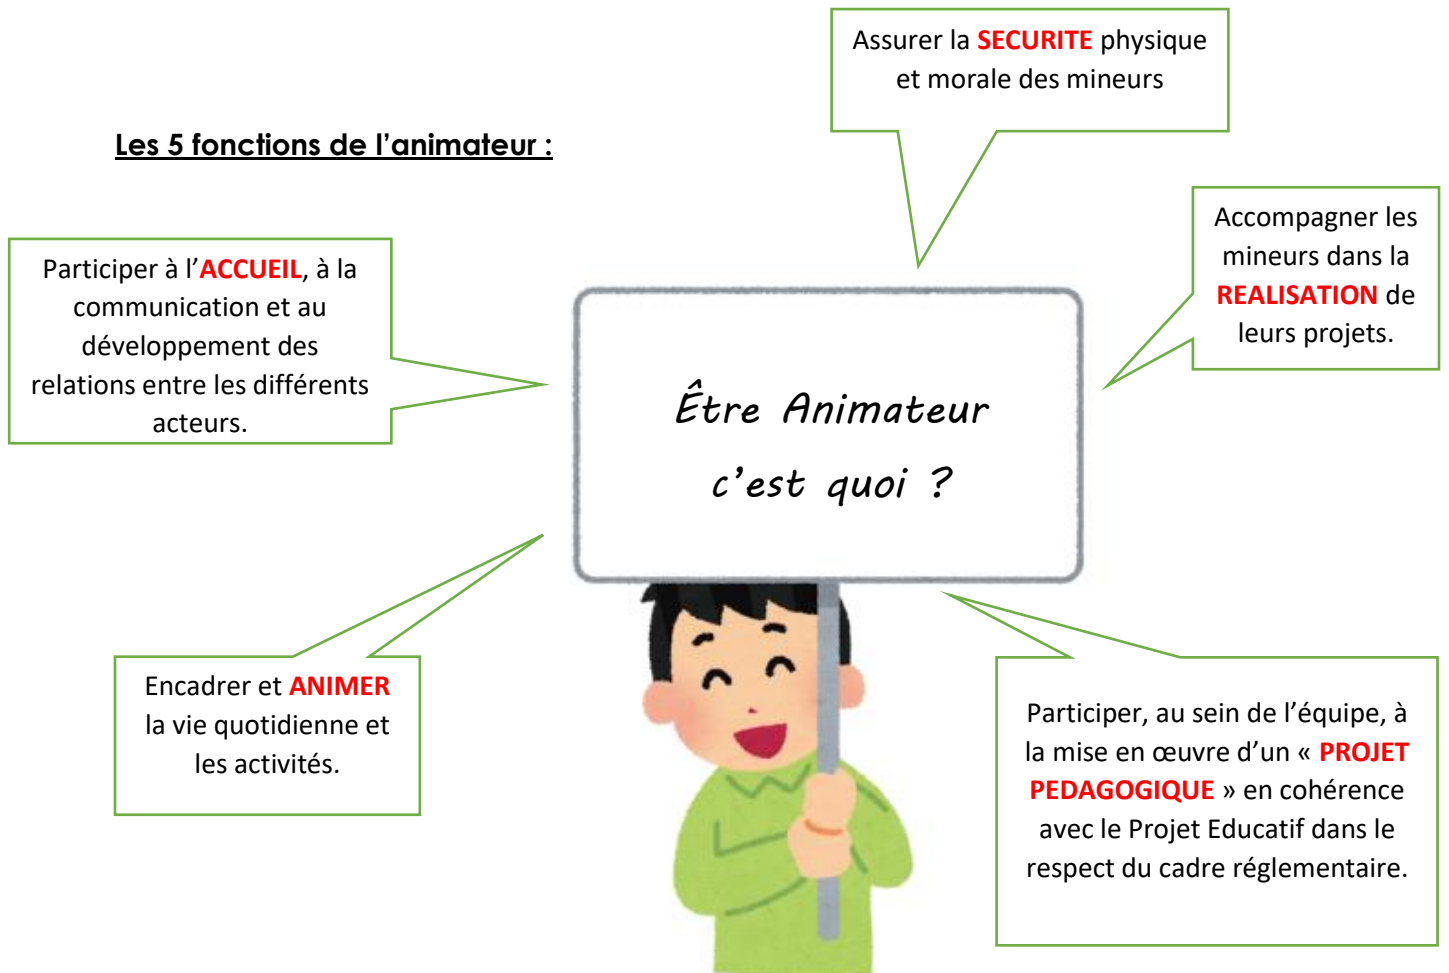 Assurer la SECURITE physique
et morale des mineurs
Les 5 fonctions de l’animateur :
Accompagner les
mineurs dans la
REALISATION de
leurs projets.
Participer à l’ACCUEIL, à la
communication et au
développement des
relations entre les différents
acteurs.
Être Animateur
c’est quoi ?
Encadrer et ANIMER
la vie quotidienne et
les activités.
Participer, au sein de l’équipe, à
la mise en œuvre d’un « PROJET
PEDAGOGIQUE » en cohérence
avec le Projet Educatif dans le
respect du cadre réglementaire.